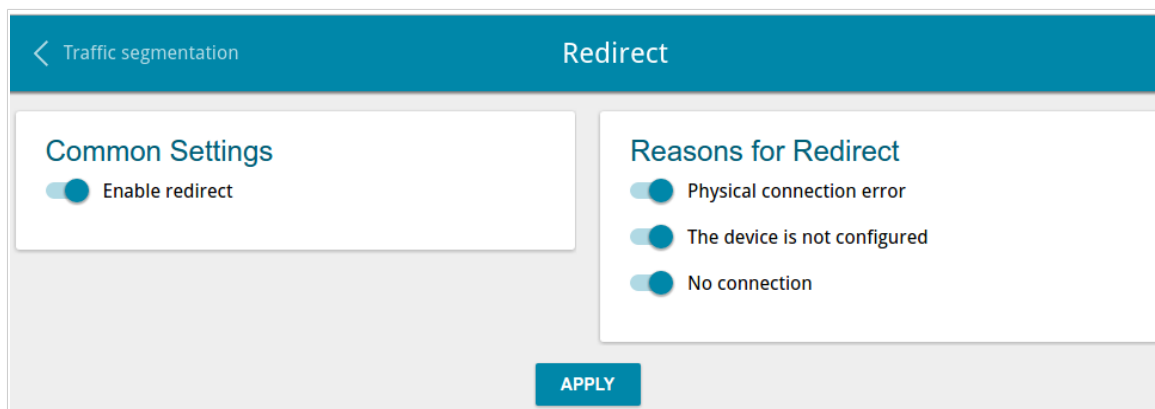 Traffic segmentation
Redirect
Common Settings
Enable redirect
Reasons for Redirect
Physical connection error
The device is not configured
No connection
APPLY